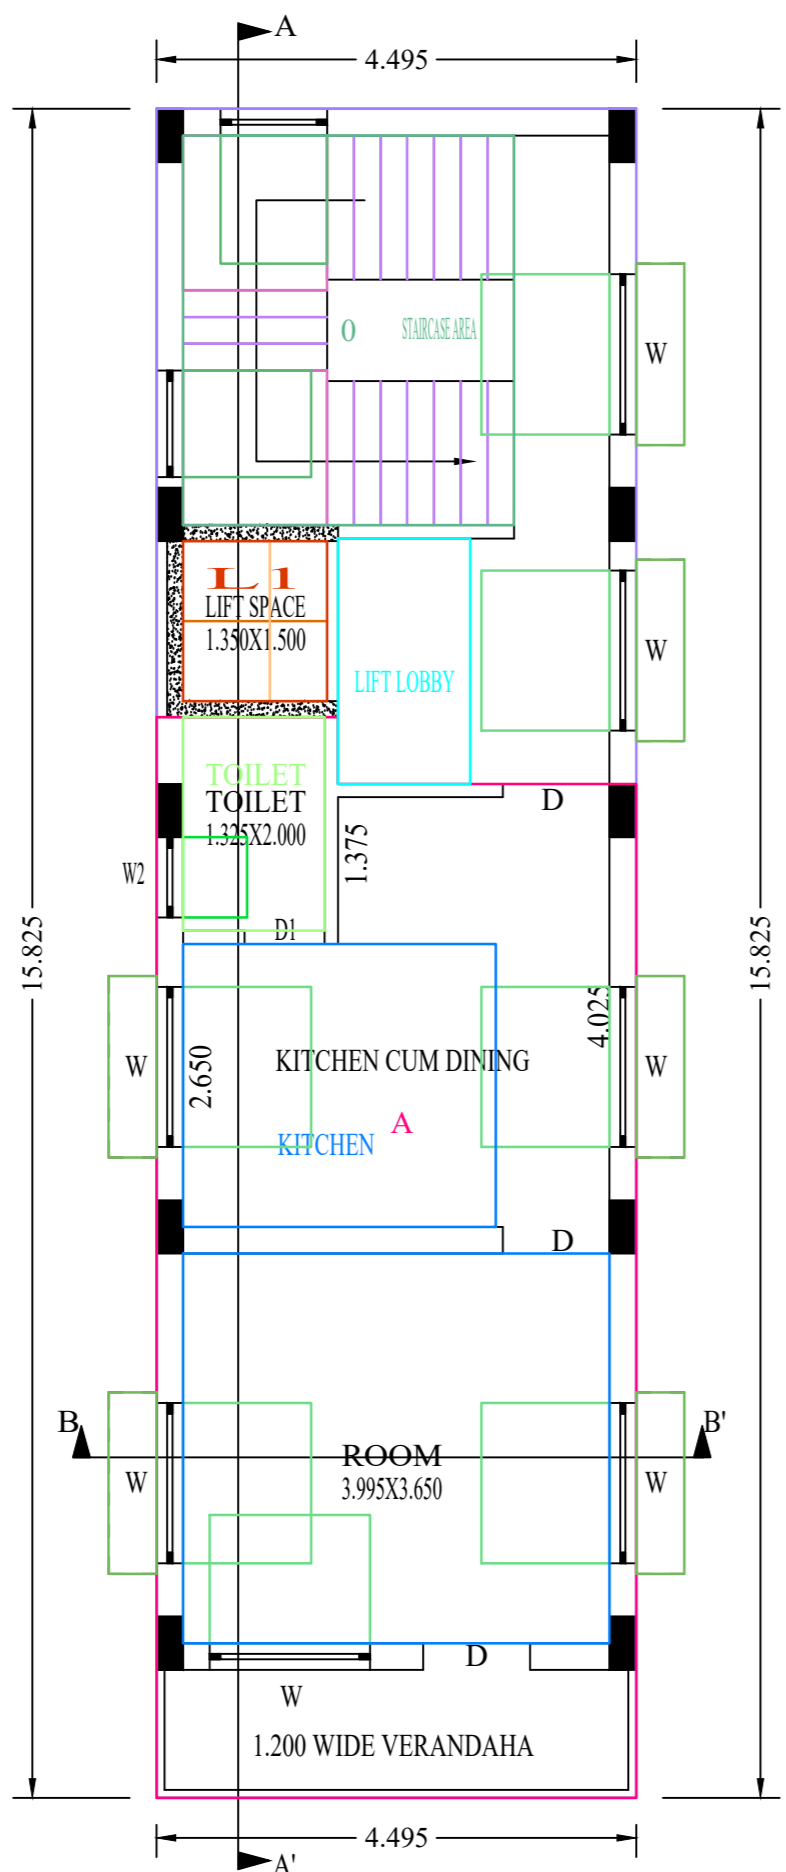 A
4.495
0
STAIRCASE AREA
W
L1
LIFT SPACE
1.350X1.500
W
LIFT LOBBY
TOILET
TOILET
1.325X2.000
D
1.375
W2
D1
15.825
15.825
4.025
KITCHEN CUM DINING
W
2.650
W
A
KITCHEN
D
B
B'
ROOM
3.995X3.650
W
W
D
W
1.200 WIDE VERANDAHA
4.495
A'